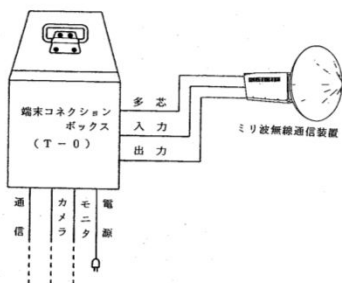 端末コネクション
ボックス
(T-0)
多芯
入力
出力
ミリ波無線通信装置
通信
カメラ
モニタ
電源